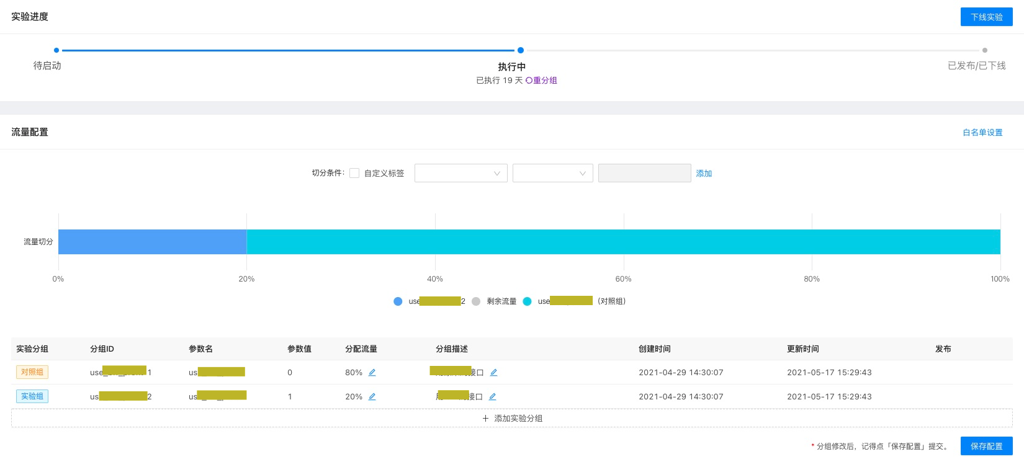 实验进度
下线实验
待启动
执行中
已发布/已下线
已执行 19 天 重分组
流量配置
白名单设置
切分条件: 自定义标签
添加
流量切分
0% 20% 40% 60% 80% 100%
use 2 剩余流量 use (对照组)
实验分组 分组ID 参数名 参数值 分配流量 分组描述 创建时间 更新时间 发布
对照组 use 1 us 0 80% 接口 2021-04-29 14:30:07 2021-05-17 15:29:43
实验组 us 2 us 1 20% 接口 2021-04-29 14:30:07 2021-05-17 15:29:43
+ 添加实验分组
* 分组修改后，记得点「保存配置」提交。
保存配置